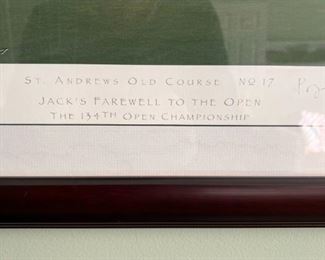 ST. ANDREWS OLD COURSE NO 17
JACK'S FAREWELL TO THE OPEN
THE 134TH OPEN CHAMPIONSHIP